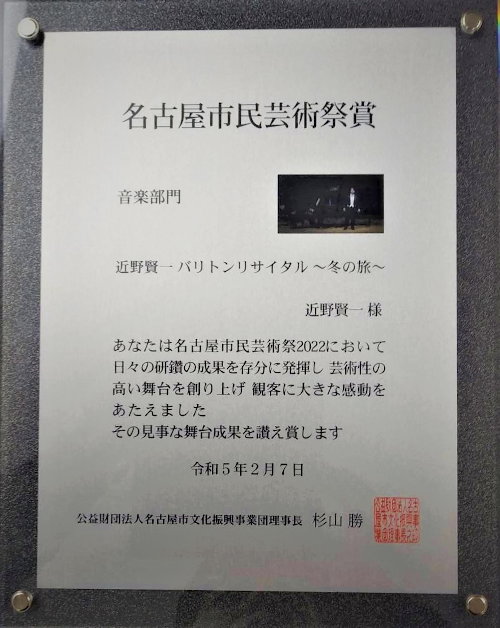 名古屋市民芸術祭賞
音楽部門
近野賢一 バリトンリサイタル ～冬の旅～
近野賢一 様
あなたは名古屋市民芸術祭2022において
日々の研鑽の成果を存分に発揮し 芸術性の
高い舞台を創り上げ 観客に大きな感動を
あたえました
その見事な舞台成果を讃え賞します
令和5年2月7日
公益財団法人名古屋市文化振興事業団理事長 杉山 勝